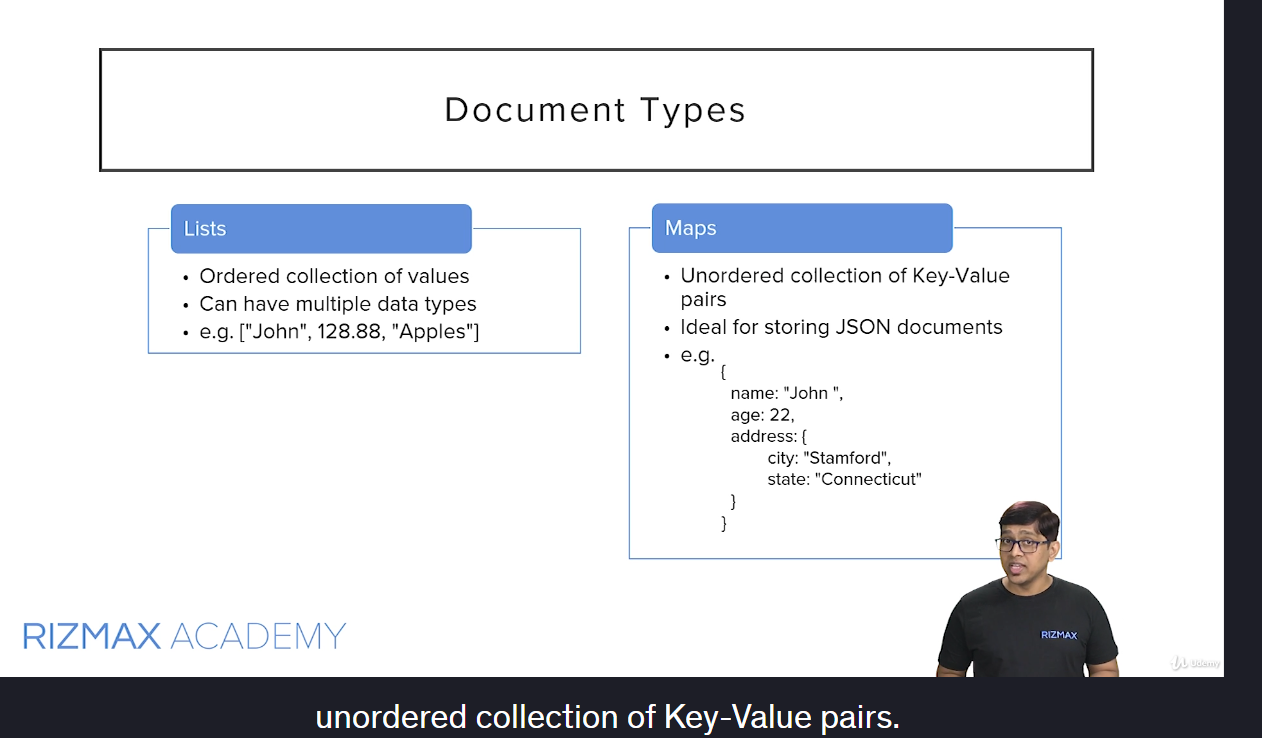 Document Types
Lists
• Ordered collection of values
• Can have multiple data types
• e.g. ["John", 128.88, "Apples"]
Maps
• Unordered collection of Key-Value
pairs
• Ideal for storing JSON documents
• e.g.
{
name: "John ",
age: 22,
address: {
city: "Stamford",
state: "Connecticut"
}
}
RIZMAX
RIZMAX ACADEMY
Udemy
unordered collection of Key-Value pairs.